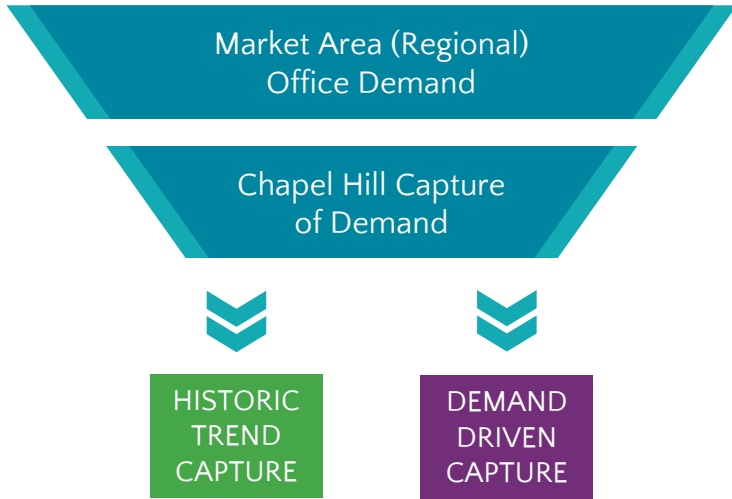 Market Area (Regional)
Office Demand
Chapel Hill Capture
of Demand
HISTORIC
TREND
CAPTURE
DEMAND
DRIVEN
CAPTURE